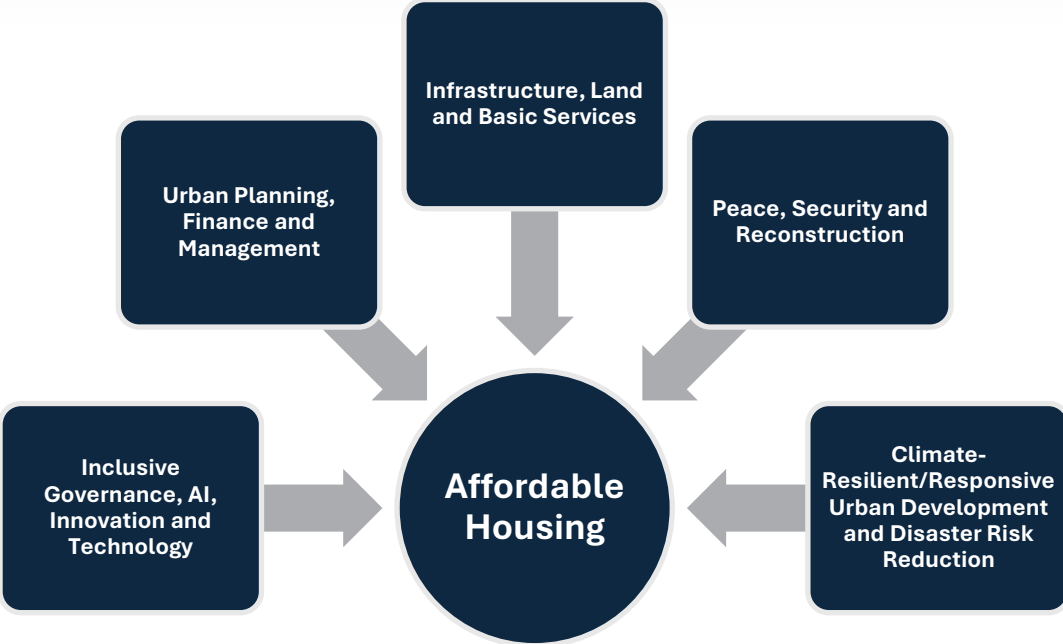 Infrastructure, Land
and Basic Services
Urban Planning,
Finance and
Management
Peace, Security and
Reconstruction
Inclusive
Governance, AI,
Innovation and
Technology
Affordable
Housing
Climate-
Resilient/Responsive
Urban Development
and Disaster Risk
Reduction